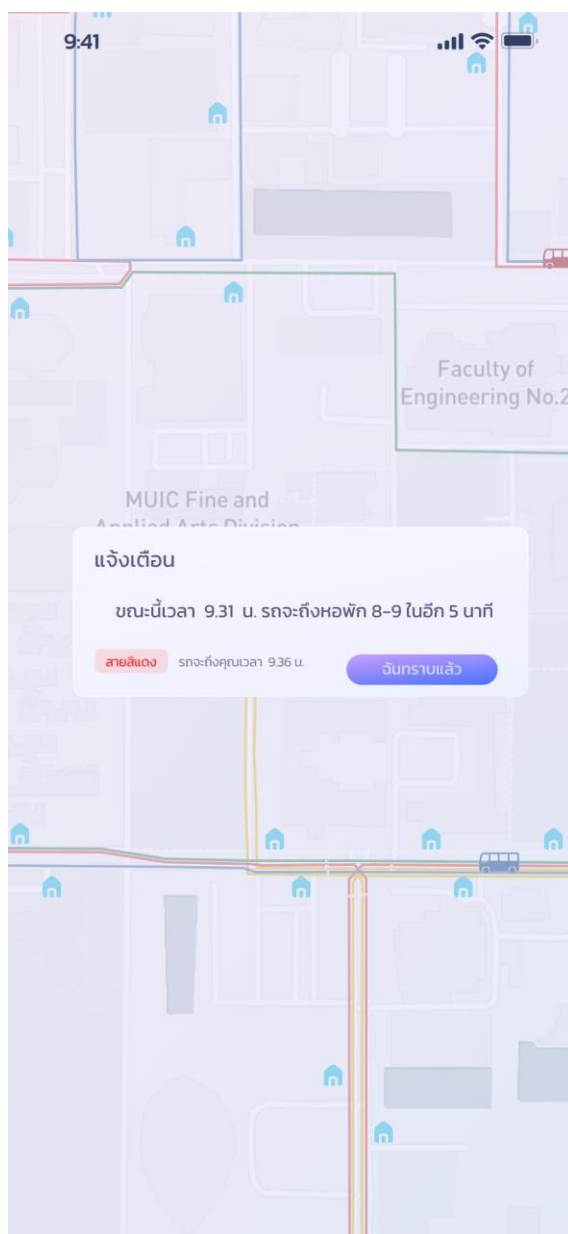 9:41
Faculty of
Engineering No.2
MUIC Fine and
Applied Arts Division
แจ้งเตือน
ขณะนี้เวลา 9.31 น. รถจะถึงหอพัก 8-9 ในอีก 5 นาที
สายสีแดง รถจะถึงคุณเวลา 9.36 น. ฉันทราบแล้ว